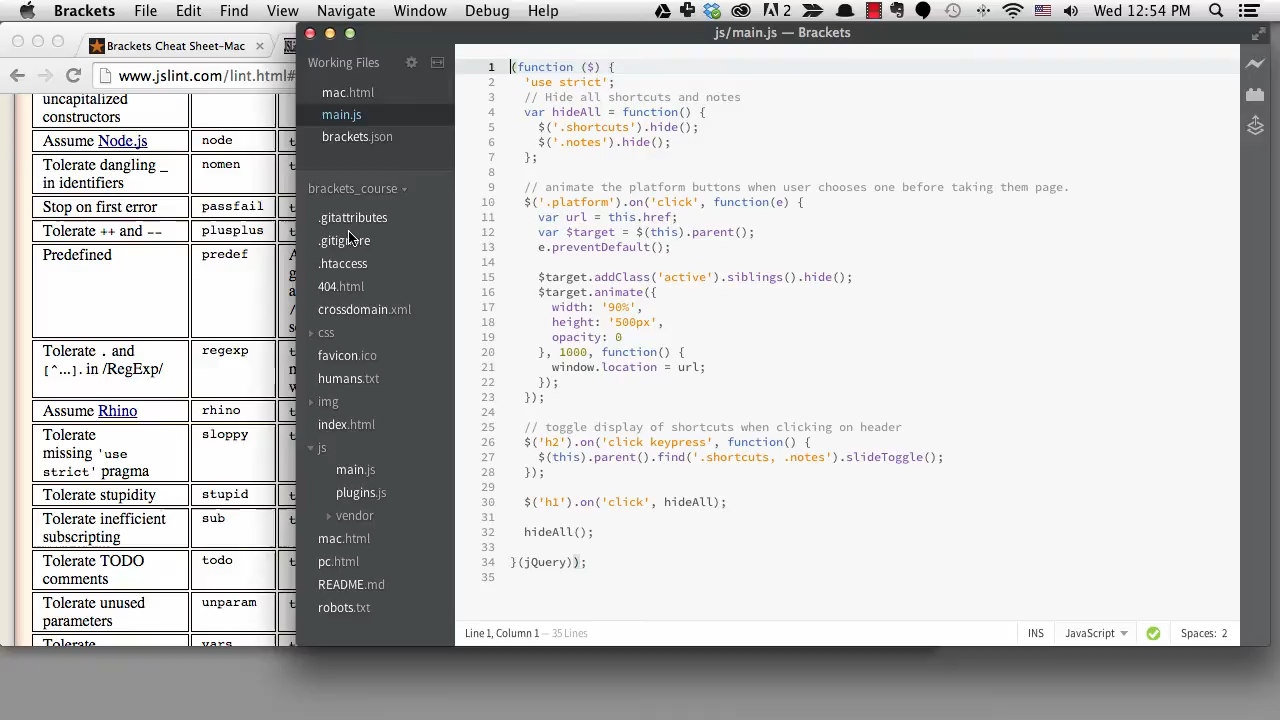 Brackets File Edit Find View Navigate Window Debug Help
2 Wed 12:54 PM
Brackets Cheat Sheet–Mac ×
www.jslint.com/lint.html#
uncapitalized
constructors
Assume Node.js node
Tolerate dangling _
in identifiers nomen
Stop on first error passfail
Tolerate ++ and -- plusplus
Predefined predef
Tolerate . and
[^...]. in /RegExp/ regexp
Assume Rhino rhino
Tolerate
missing 'use
strict' pragma sloppy
Tolerate stupidity stupid
Tolerate inefficient
subscripting sub
Tolerate TODO
comments todo
Tolerate unused
parameters unparam
js/main.js — Brackets
Working Files
mac.html
main.js
brackets.json
brackets_course
.gitattributes
.gitignore
.htaccess
404.html
crossdomain.xml
css
favicon.ico
humans.txt
img
index.html
js
main.js
plugins.js
vendor
mac.html
pc.html
README.md
robots.txt
1 (function ($) {
2 'use strict';
3 // Hide all shortcuts and notes
4 var hideAll = function() {
5 $('.shortcuts').hide();
6 $('.notes').hide();
7 };
8
9 // animate the platform buttons when user chooses one before taking them page.
10 $('.platform').on('click', function(e) {
11 var url = this.href;
12 var $target = $(this).parent();
13 e.preventDefault();
14
15 $target.addClass('active').siblings().hide();
16 $target.animate({
17 width: '90%',
18 height: '500px',
19 opacity: 0
20 }, 1000, function() {
21 window.location = url;
22 });
23 });
24
25 // toggle display of shortcuts when clicking on header
26 $('h2').on('click keypress', function() {
27 $(this).parent().find('.shortcuts, .notes').slideToggle();
28 });
29
30 $('h1').on('click', hideAll);
31
32 hideAll();
33
34 }(jQuery));
35
Line 1, Column 1 — 35 Lines
INS JavaScript Spaces: 2